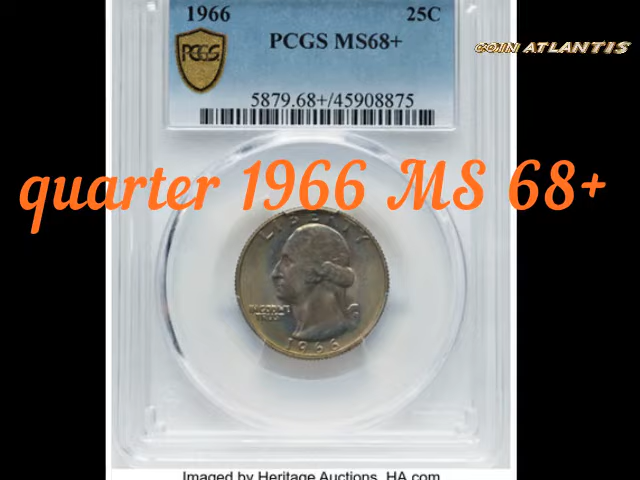 1966 25C
PCGS MS68+
PCGS
5879.68+/45908875
COIN ATLANTIS
quarter 1966 MS 68+
LIBERTY
IN GOD WE
TRUST
1966
Imaged by Heritage Auctions, HA.com